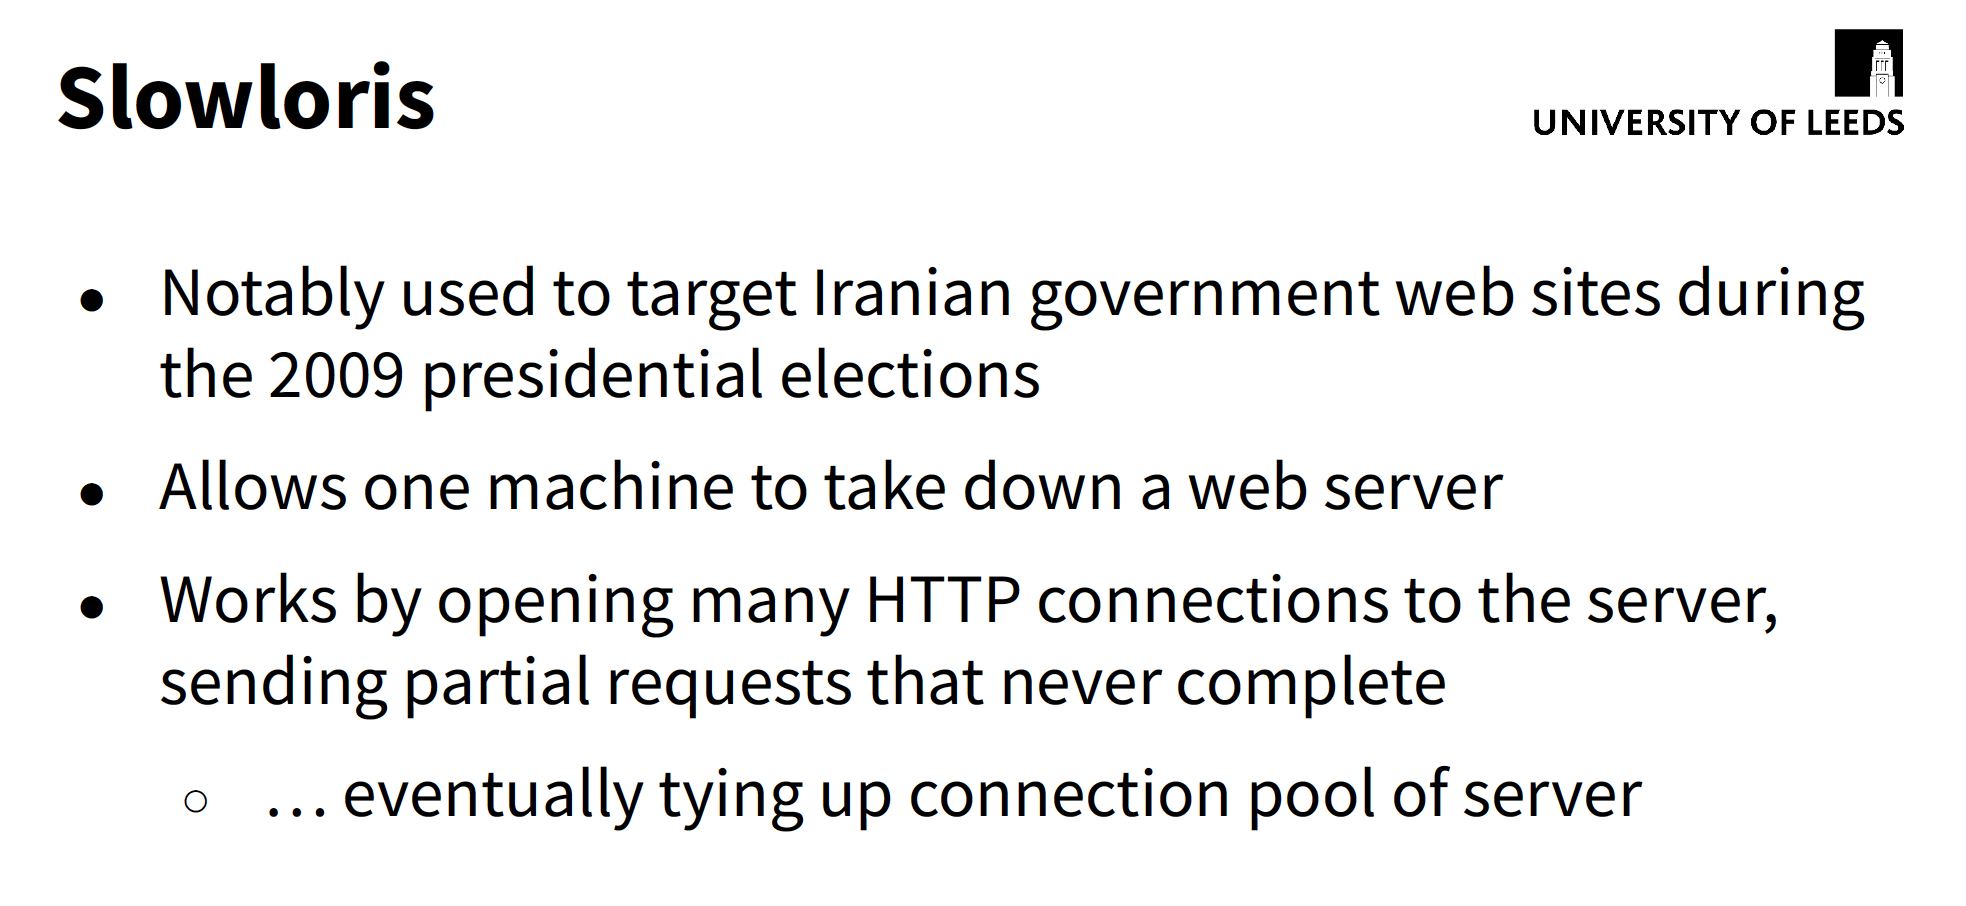 Slowloris
UNIVERSITY OF LEEDS
● Notably used to target Iranian government web sites during
the 2009 presidential elections
● Allows one machine to take down a web server
● Works by opening many HTTP connections to the server,
sending partial requests that never complete
○ … eventually tying up connection pool of server